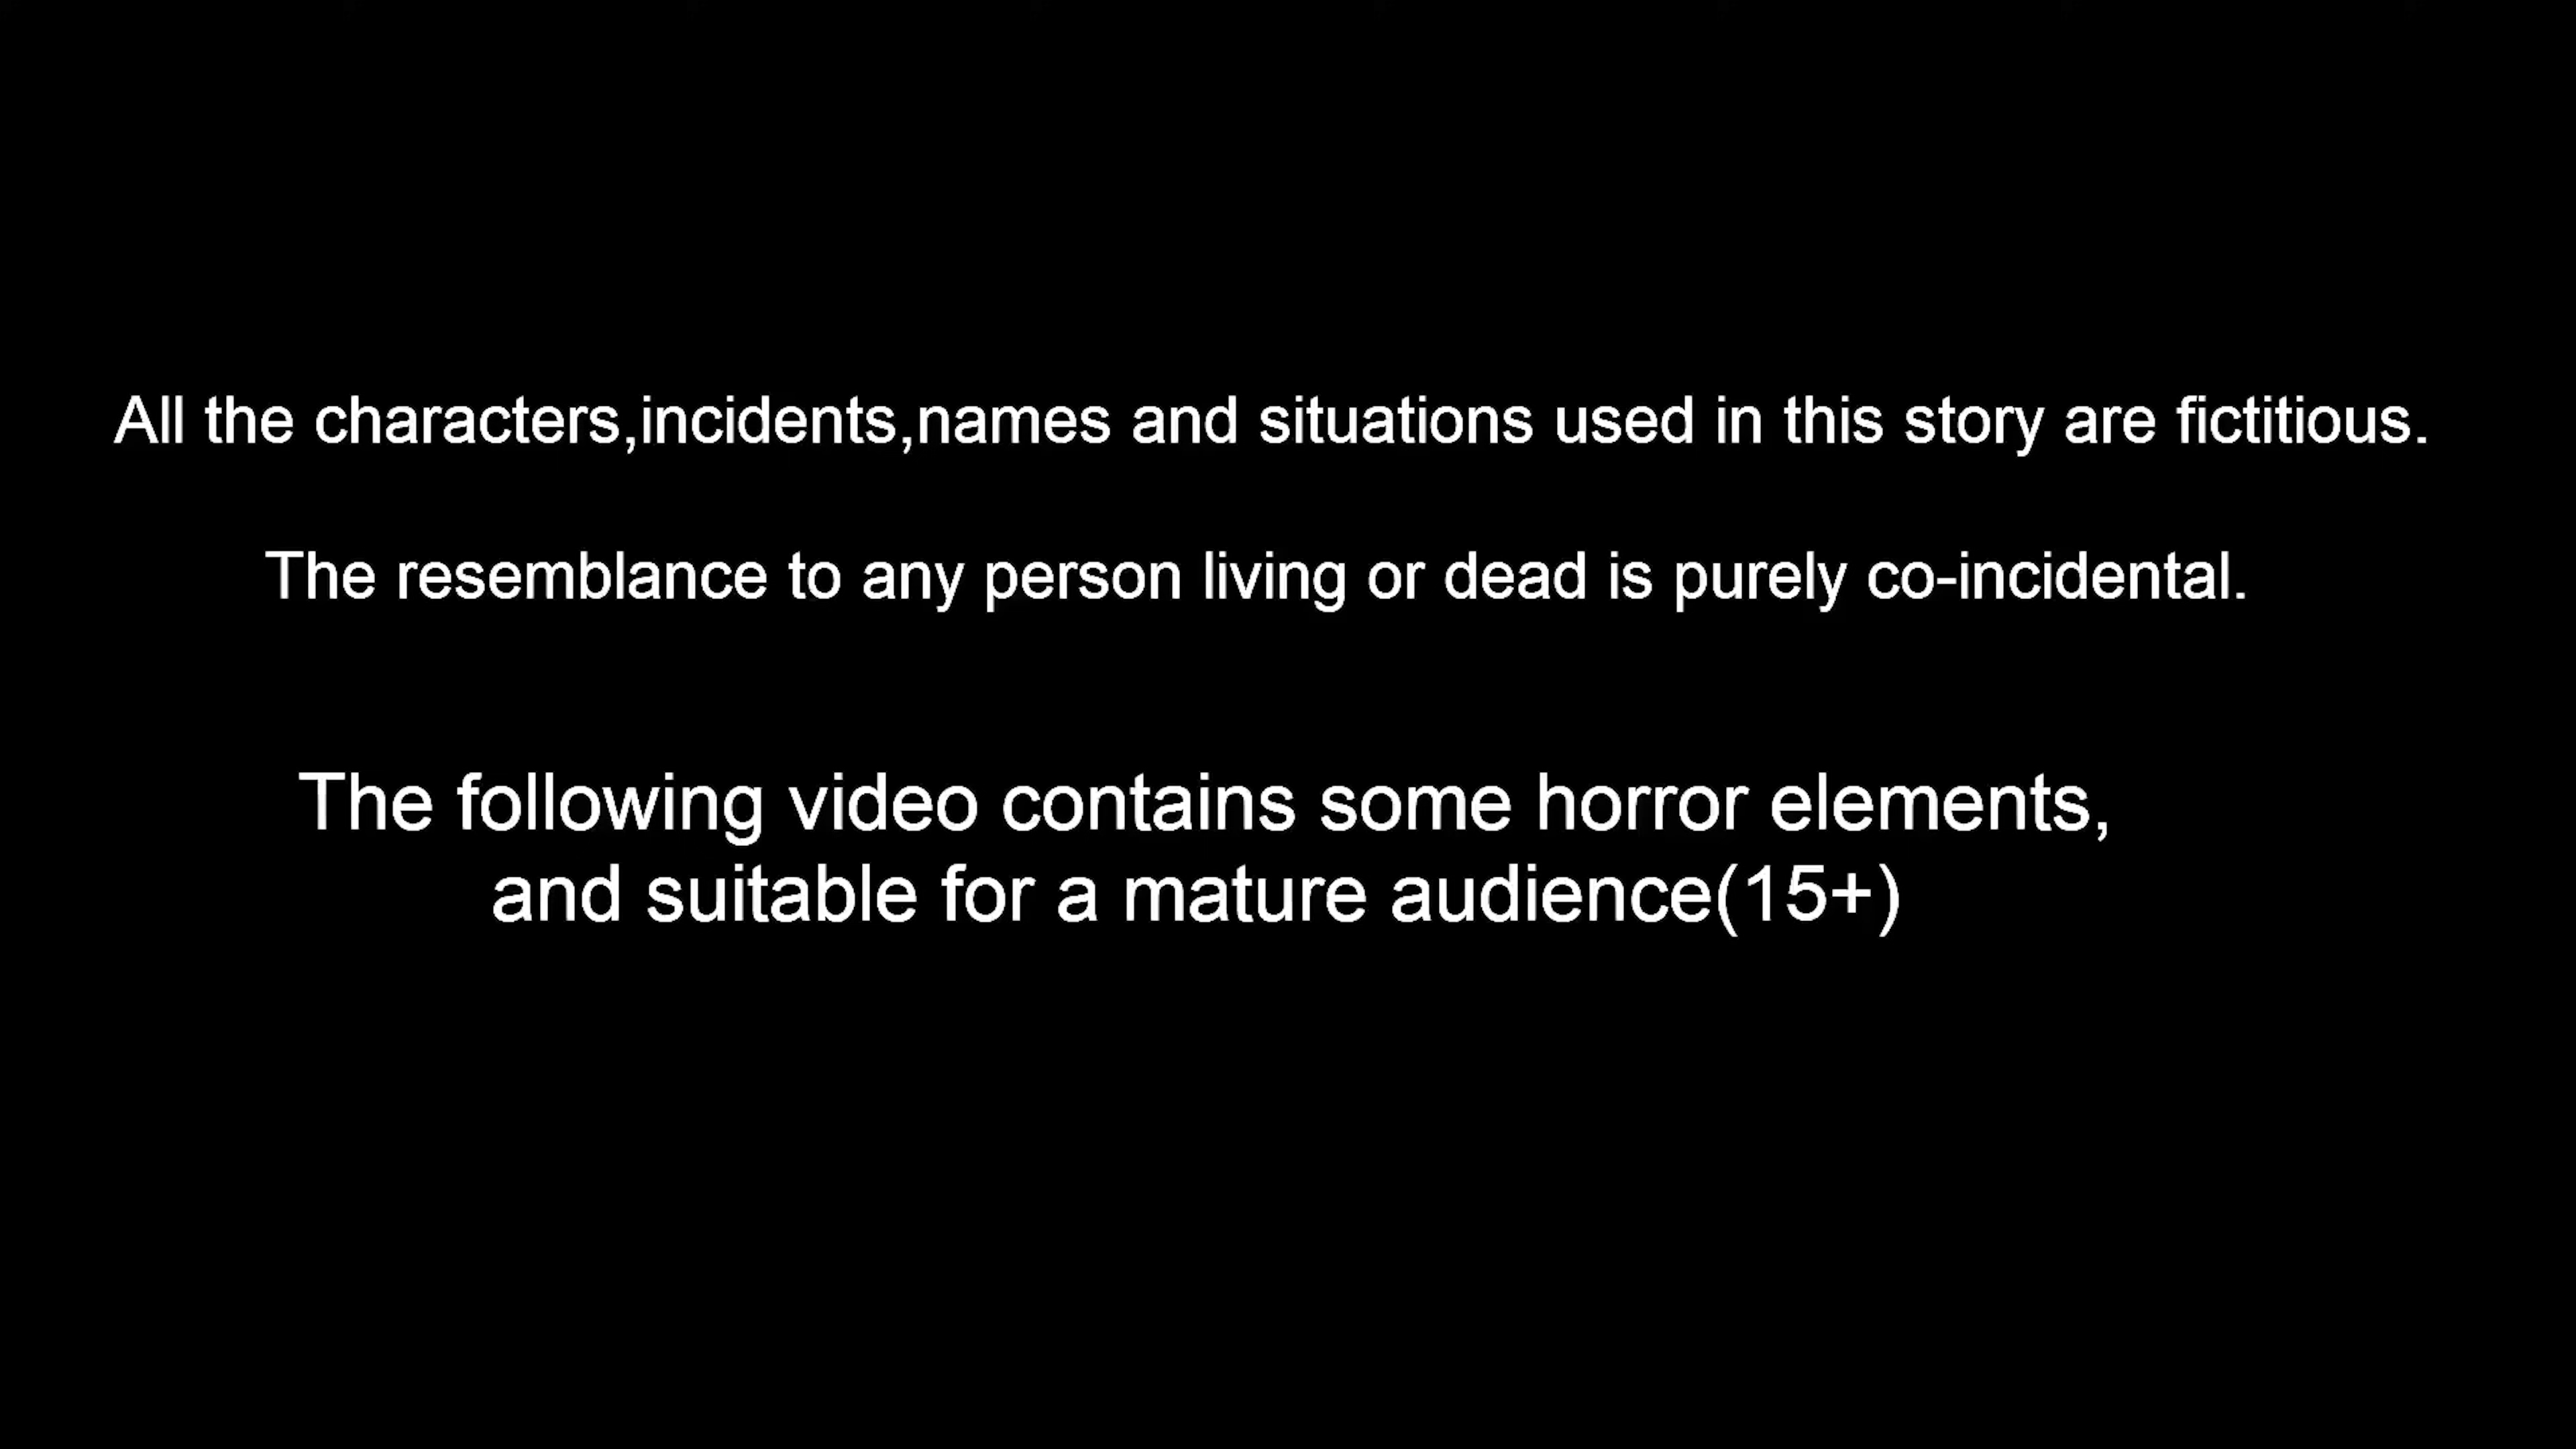 All the characters,incidents,names and situations used in this story are fictitious.
The resemblance to any person living or dead is purely co-incidental.
The following video contains some horror elements,
and suitable for a mature audience(15+)